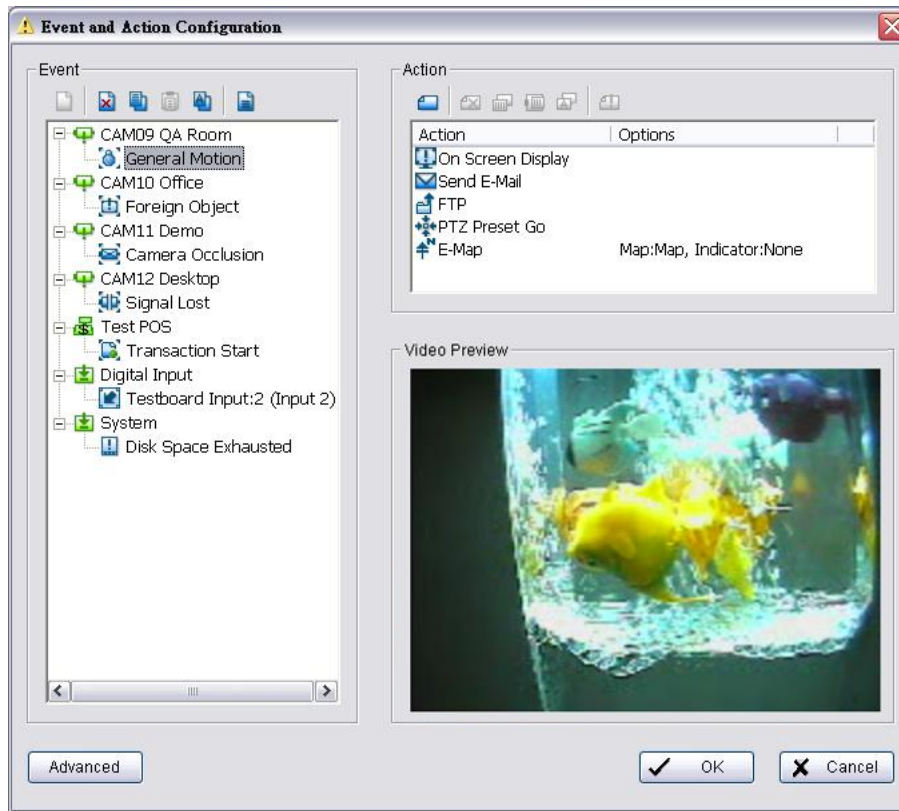 Event and Action Configuration
Event
CAM09 QA Room
General Motion
CAM10 Office
Foreign Object
CAM11 Demo
Camera Occlusion
CAM12 Desktop
Signal Lost
Test POS
Transaction Start
Digital Input
Testboard Input:2 (Input 2)
System
Disk Space Exhausted
Action
Action Options
On Screen Display
Send E-Mail
FTP
PTZ Preset Go
E-Map Map:Map, Indicator:None
Video Preview
Advanced
OK
Cancel